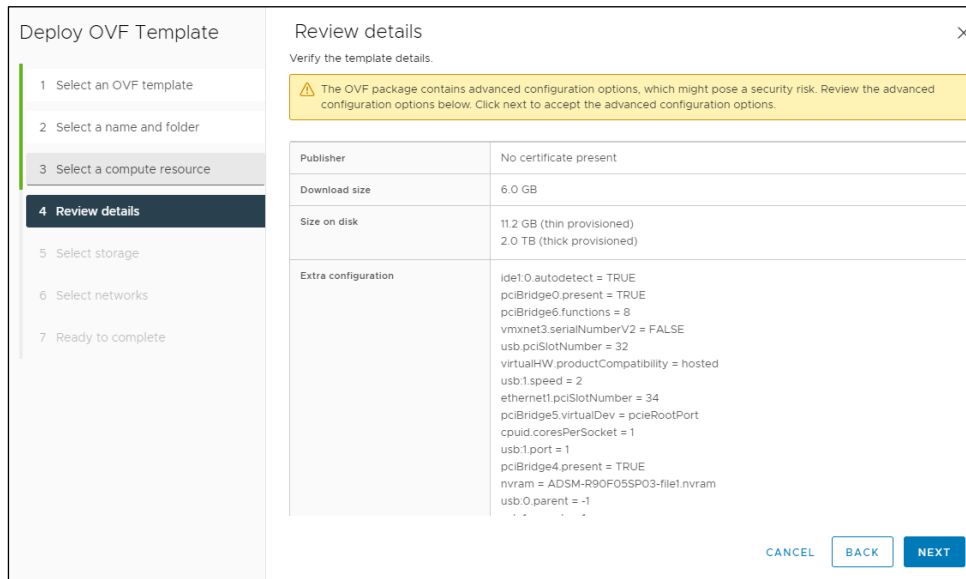 Deploy OVF Template
1 Select an OVF template
2 Select a name and folder
3 Select a compute resource
4 Review details
5 Select storage
6 Select networks
7 Ready to complete
Review details
Verify the template details.
The OVF package contains advanced configuration options, which might pose a security risk. Review the advanced
configuration options below. Click next to accept the advanced configuration options.
Publisher No certificate present
Download size 6.0 GB
Size on disk 11.2 GB (thin provisioned)
2.0 TB (thick provisioned)
Extra configuration ide1:0.autodetect = TRUE
pciBridge0.present = TRUE
pciBridge6.functions = 8
vmxnet3.serialNumberV2 = FALSE
usb.pciSlotNumber = 32
virtualHW.productCompatibility = hosted
usb:1.speed = 2
ethernet1.pciSlotNumber = 34
pciBridge5.virtualDev = pcieRootPort
cpuid.coresPerSocket = 1
usb:1.port = 1
pciBridge4.present = TRUE
nvram = ADSM-R90F05SP03-file1.nvram
usb:0.parent = -1
CANCEL BACK NEXT